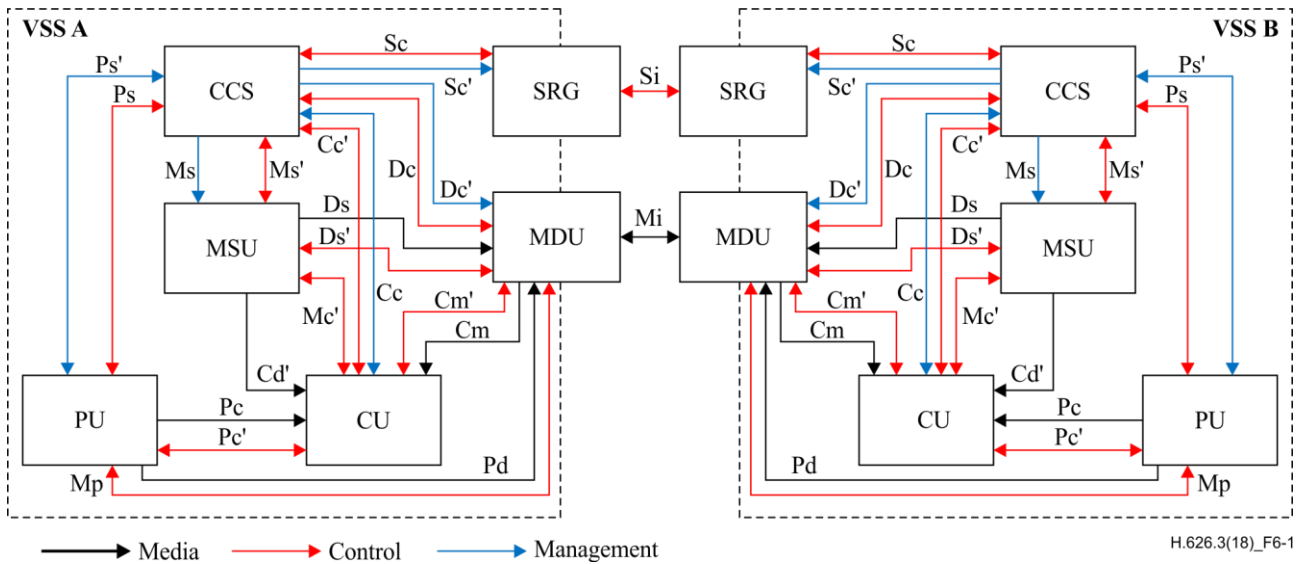 VSS A
VSS B
Ps'
Ps
CCS
Sc
Sc'
SRG
Si
SRG
Sc
Sc'
CCS
Ps'
Ps
Cc'
Dc
Dc'
Ms
Ms'
Dc
Dc'
Cc'
Ms
Ms'
MSU
Ds
Ds'
MDU
Mi
MDU
Ds
Ds'
MSU
Mc'
Cc
Cm'
Cm
Cm'
Cm
Cc
Mc'
Cd'
Cd'
PU
Pc
Pc'
CU
CU
Pc
Pc'
PU
Mp
Pd
Pd
Mp
Media
Control
Management
H.626.3(18)_F6-1